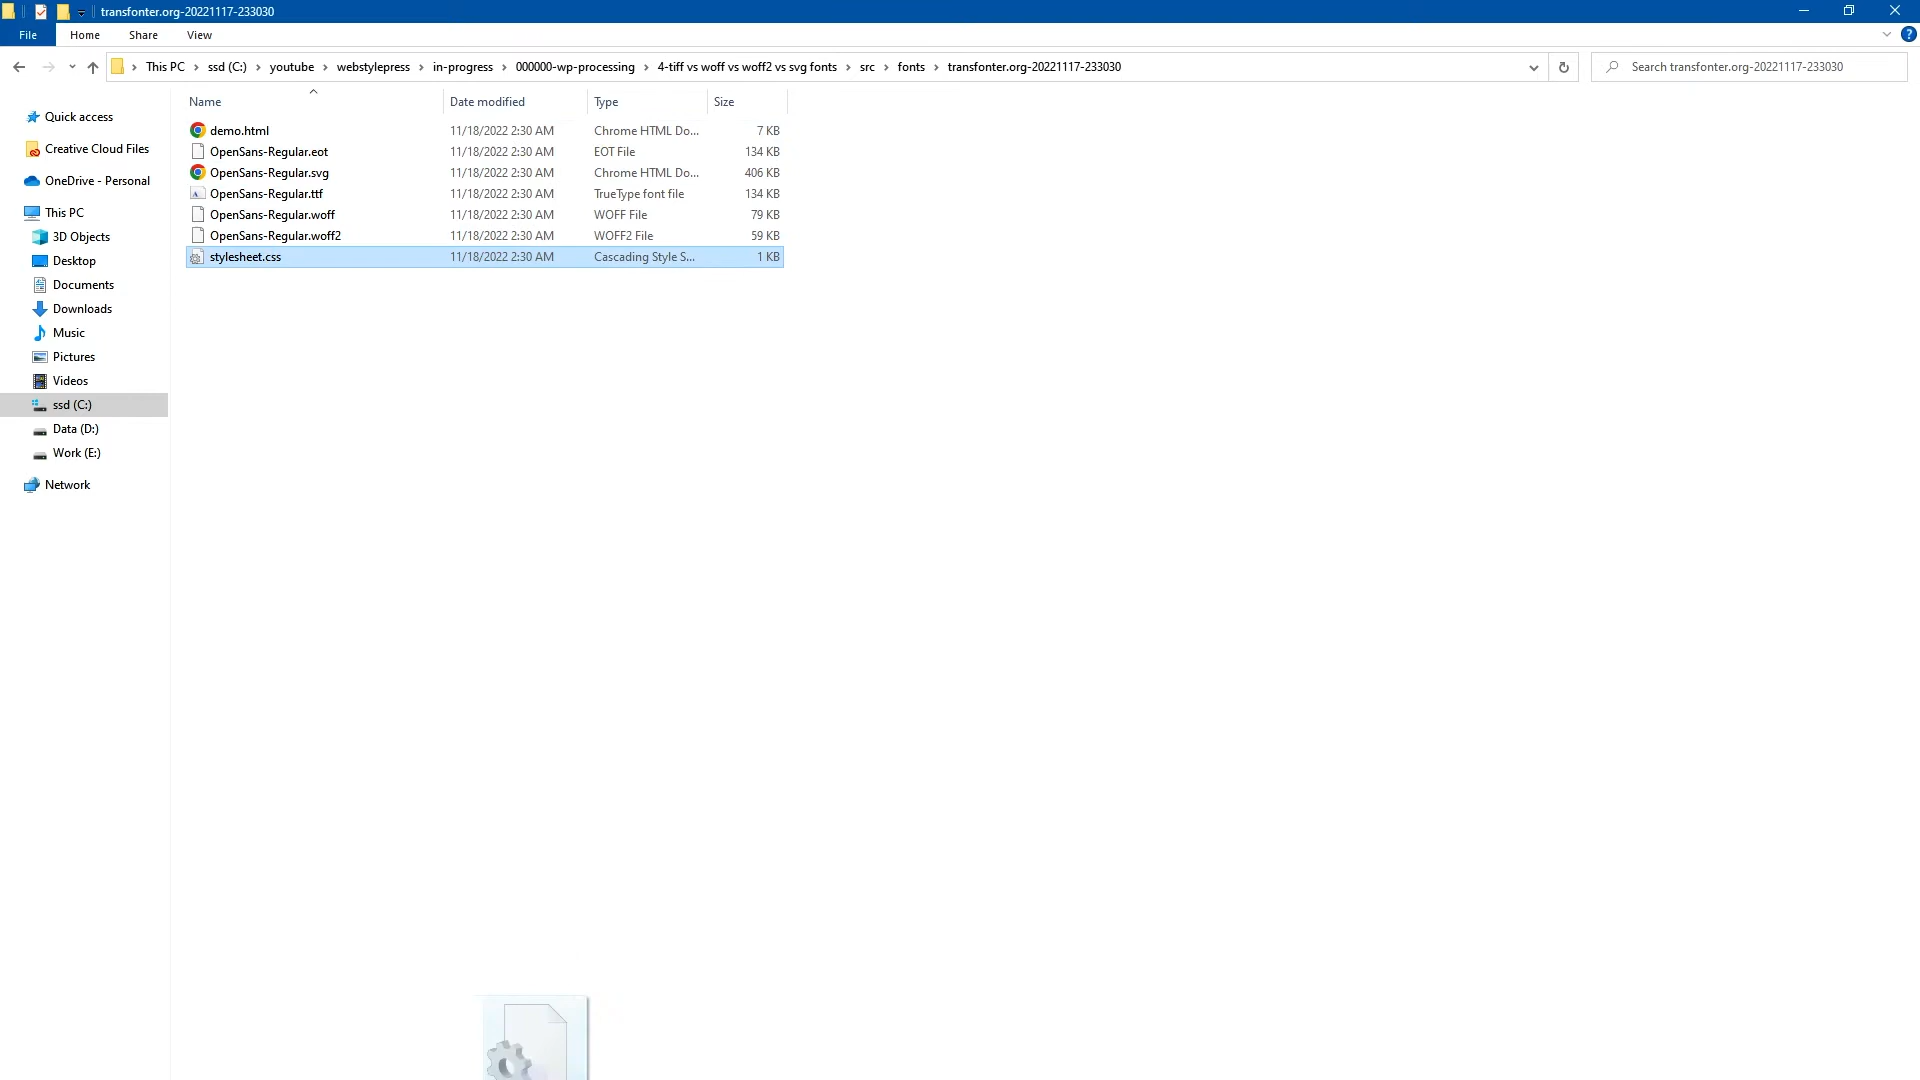 transfonter.org-20221117-233030
File Home Share View
This PC ssd (C:) youtube webstylepress in-progress 000000-wp-processing 4-tiff vs woff vs woff2 vs svg fonts src fonts transfonter.org-20221117-233030
Search transfonter.org-20221117-233030
Name Date modified Type Size
demo.html 11/18/2022 2:30 AM Chrome HTML Do... 7 KB
OpenSans-Regular.eot 11/18/2022 2:30 AM EOT File 134 KB
OpenSans-Regular.svg 11/18/2022 2:30 AM Chrome HTML Do... 406 KB
OpenSans-Regular.ttf 11/18/2022 2:30 AM TrueType font file 134 KB
OpenSans-Regular.woff 11/18/2022 2:30 AM WOFF File 79 KB
OpenSans-Regular.woff2 11/18/2022 2:30 AM WOFF2 File 59 KB
stylesheet.css 11/18/2022 2:30 AM Cascading Style S... 1 KB
Quick access
Creative Cloud Files
OneDrive - Personal
This PC
3D Objects
Desktop
Documents
Downloads
Music
Pictures
Videos
ssd (C:)
Data (D:)
Work (E:)
Network